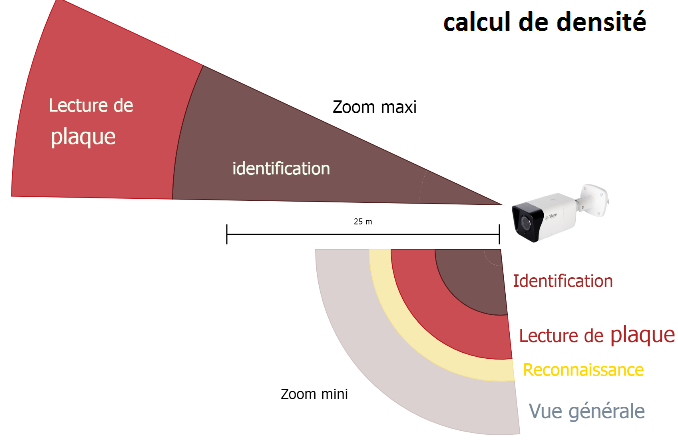 calcul de densité
Lecture de
plaque
Zoom maxi
identification
25 m
Identification
Lecture de plaque
Reconnaissance
Zoom mini
Vue générale